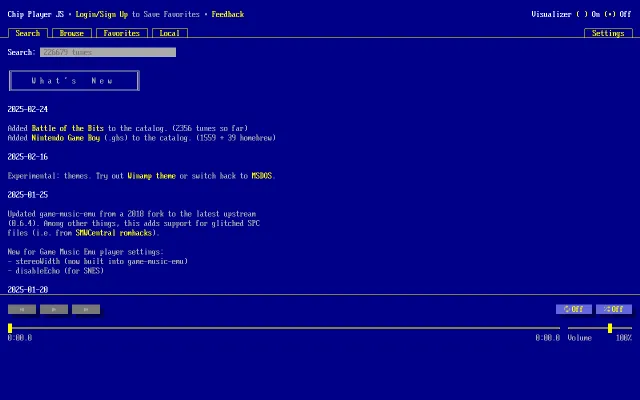 Chip Player JS • Login/Sign Up to Save Favorites • Feedback
Visualizer ( ) On (•) Off
Search Browse Favorites Local Settings
Search: 226679 tunes
What's New
2025-02-24
Added Battle of the Bits to the catalog. (2356 tunes so far)
Added Nintendo Game Boy (.gbs) to the catalog. (1559 + 39 homebrew)
2025-02-16
Experimental: themes. Try out Winamp theme or switch back to MSDOS.
2025-01-25
Updated game-music-emu from a 2018 fork to the latest upstream
(0.6.4). Among other things, this adds support for glitched SPC
files (i.e. from SMWCentral romhacks).
New for Game Music Emu player settings:
- stereoWidth (now built into game-music-emu)
- disableEcho (for SNES)
2025-01-20
Off Off
0:00.0 0:00.0 Volume 100%